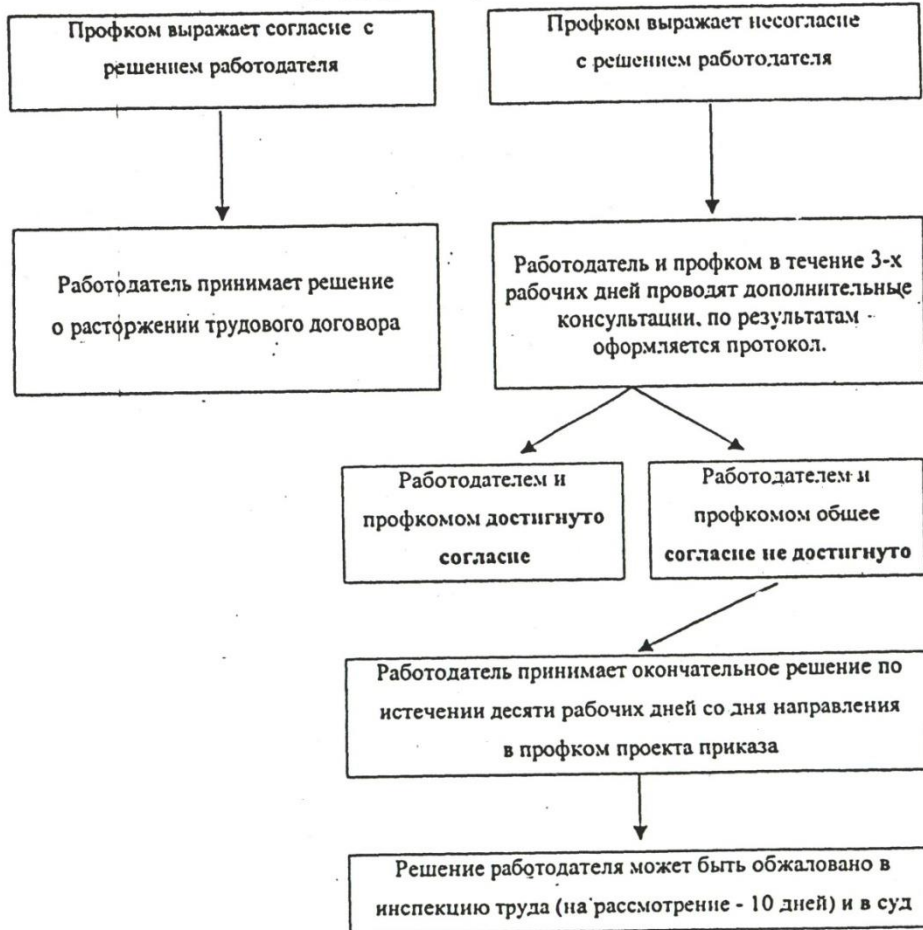 Профком выражает согласие с
решением работодателя
Профком выражает несогласие
с решением работодателя
Работодатель принимает решение
о расторжении трудового договора
Работодатель и профком в течение 3-х
рабочих дней проводят дополнительные
консультации, по результатам -
оформляется протокол.
Работодателем и
профкомом достигнуто
согласие
Работодателем и
профкомом общее
согласие не достигнуто
Работодатель принимает окончательное решение по
истечении десяти рабочих дней со дня направления
в профком проекта приказа
Решение работодателя может быть обжаловано в
инспекцию труда (на рассмотрение - 10 дней) и в суд